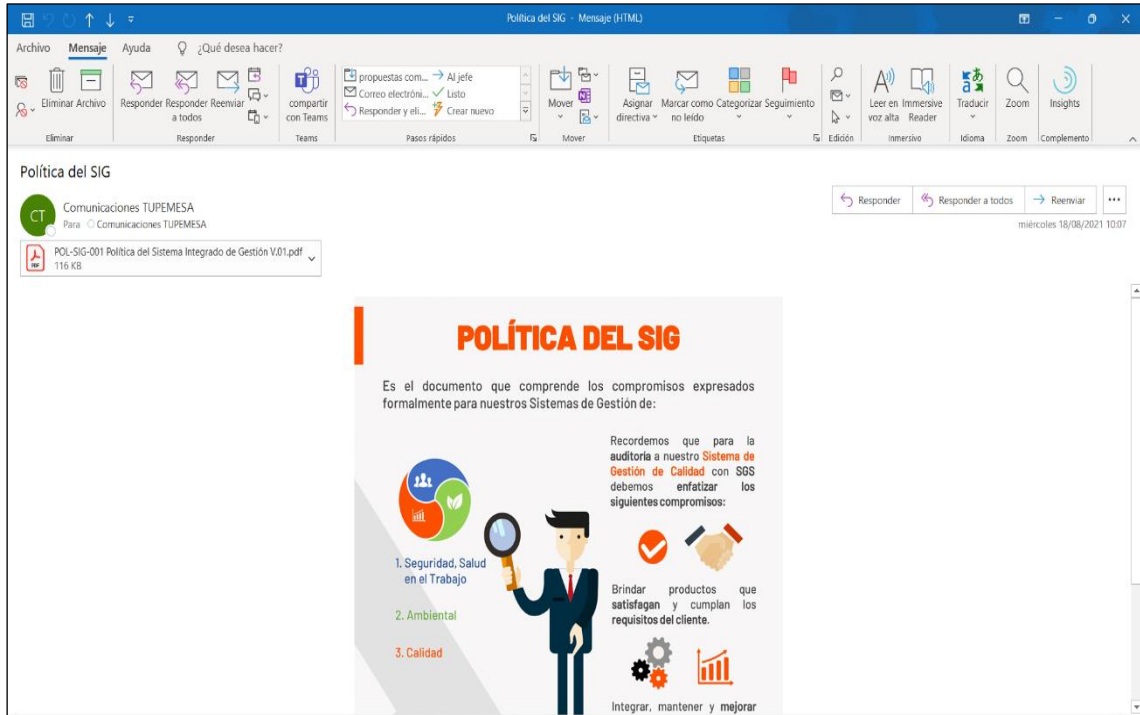 Política del SIG - Mensaje (HTML)
Archivo Mensaje Ayuda ¿Qué desea hacer?
Eliminar Archivo
Responder Responder a todos Reenviar
compartir con Teams
propuestas com... Al jefe
Correo electróni... Listo
Responder y eli... Crear nuevo
Mover
Asignar directiva Marcar como no leído Categorizar Seguimiento
Leer en voz alta Immersive Reader
Traducir
Zoom
Insights
Eliminar Responder Teams Pasos rápidos Mover Etiquetas Edición Inmersivo Idioma Zoom Complemento
Política del SIG
CT
Comunicaciones TUPEMESA
Para Comunicaciones TUPEMESA
Responder Responder a todos Reenviar
miércoles 18/08/2021 10:07
PDF
POL-SIG-001 Política del Sistema Integrado de Gestión V.01.pdf
116 KB
POLÍTICA DEL SIG
Es el documento que comprende los compromisos expresados
formalmente para nuestros Sistemas de Gestión de:
1. Seguridad, Salud
en el Trabajo
2. Ambiental
3. Calidad
Recordemos que para la
auditoria a nuestro Sistema de
Gestión de Calidad con SGS
debemos enfatizar los
siguientes compromisos:
Brindar productos que
satisfagan y cumplan los
requisitos del cliente.
Integrar, mantener y mejorar